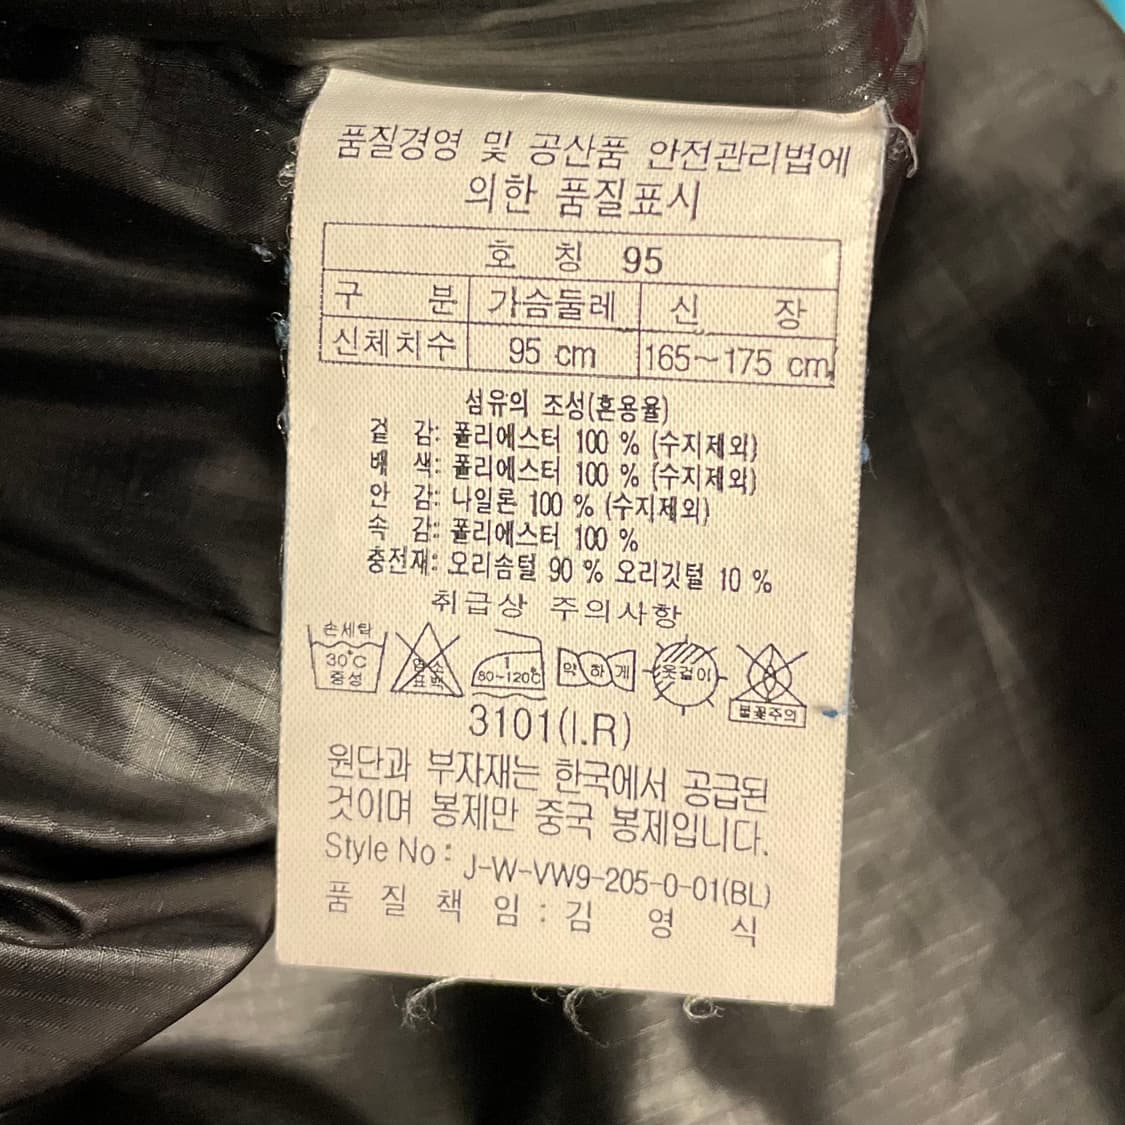 품질경영 및 공산품 안전관리법에
의한 품질표시
호 칭 95
구 분 가슴둘레 신 장
신체치수 95 cm 165~175 cm
섬유의 조성(혼용율)
겉 감: 폴리에스터 100 % (수지제외)
배 색: 폴리에스터 100 % (수지제외)
안 감: 나일론 100 % (수지제외)
속 감: 폴리에스터 100 %
충전재: 오리솜털 90 % 오리깃털 10 %
취급상 주의사항
손세탁 30℃ 중성
염소 표백
1 80~120℃
약하게
옷걸이
불꽃주의
3101(I.R)
원단과 부자재는 한국에서 공급된
것이며 봉제만 중국 봉제입니다.
Style No : J-W-VW9-205-0-01(BL)
품 질 책 임 : 김 영 식